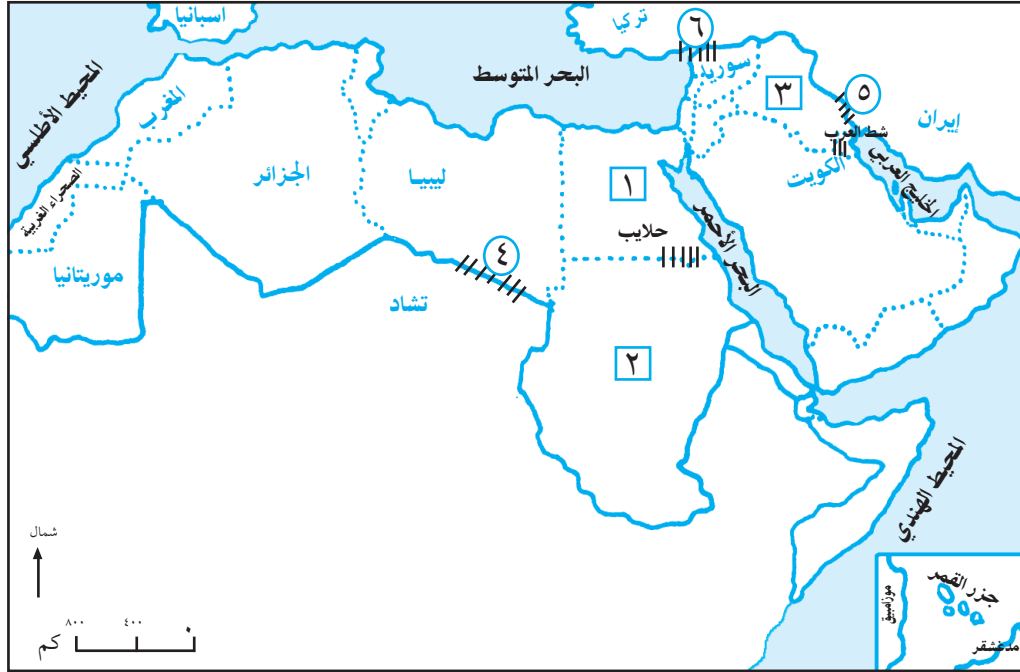 اسبانيا
تركيا
٦
المحيط الأطلسي
البحر المتوسط
سوريا
٣
٥
إيران
المغرب
شط العرب
الجزائر
ليبيا
١
الكويت
الخليج العربي
الصحراء الغربية
حلايب
البحر الأحمر
موريتانيا
٤
تشاد
٢
المحيط الهندي
شمال
جزر القمر
موزامبيق
مدغشقر
٨٠٠ ٤٠٠ ٠
كم